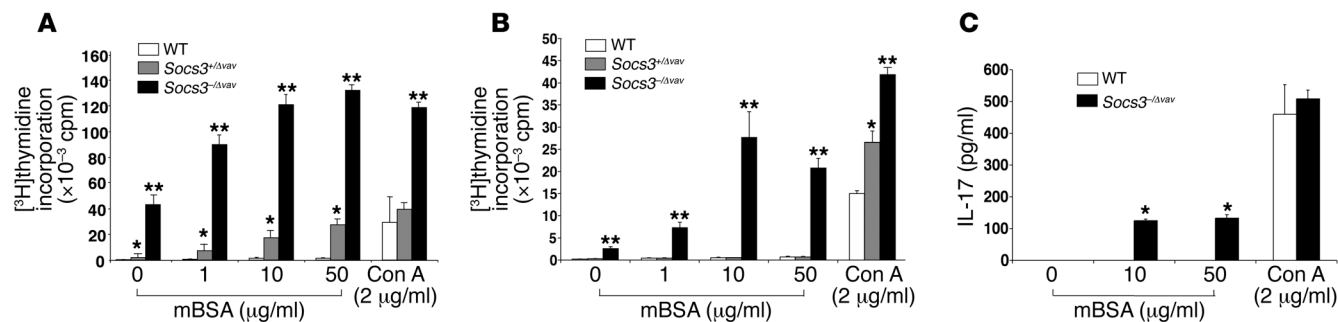 A
WT
Socs3+/Δvav
Socs3−/Δvav
[³H]thymidine
incorporation
(×10⁻³ cpm)
160
140
120
100
80
60
40
20
0
** * ** * ** * ** * **
0 1 10 50 Con A
(2 μg/ml)
mBSA (μg/ml)
B
WT
Socs3+/Δvav
Socs3−/Δvav
[³H]thymidine
incorporation
(×10⁻³ cpm)
50
45
40
35
30
25
20
15
10
5
0
** ** ** ** * **
0 1 10 50 Con A
(2 μg/ml)
mBSA (μg/ml)
C
WT
Socs3−/Δvav
IL-17 (pg/ml)
600
500
400
300
200
100
0
* *
0 10 50 Con A
(2 μg/ml)
mBSA (μg/ml)